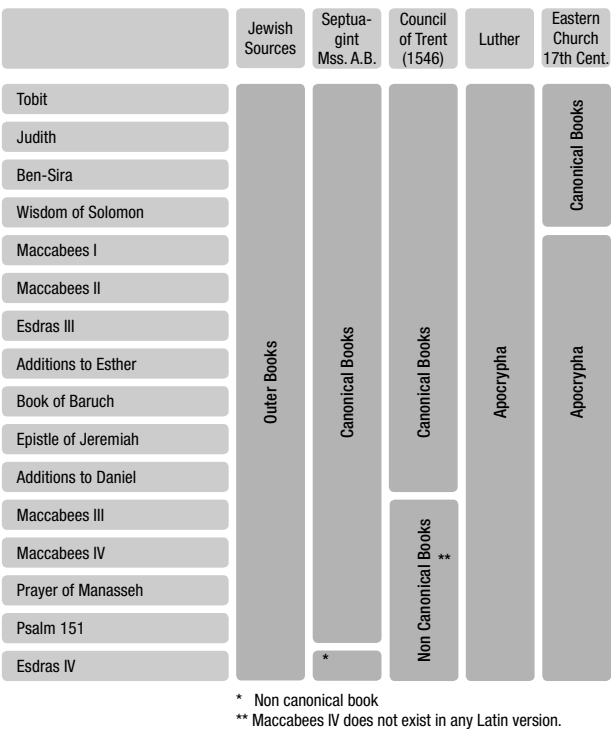 Jewish
Sources
Septua-
gint
Mss. A.B.
Council
of Trent
(1546)
Luther
Eastern
Church
17th Cent.
Tobit
Judith
Ben-Sira
Wisdom of Solomon
Maccabees I
Maccabees II
Esdras III
Additions to Esther
Book of Baruch
Epistle of Jeremiah
Additions to Daniel
Maccabees III
Maccabees IV
Prayer of Manasseh
Psalm 151
Esdras IV
Outer Books
Canonical Books
*
Canonical Books
Non Canonical Books
**
Apocrypha
Canonical Books
Apocrypha
* Non canonical book
** Maccabees IV does not exist in any Latin version.